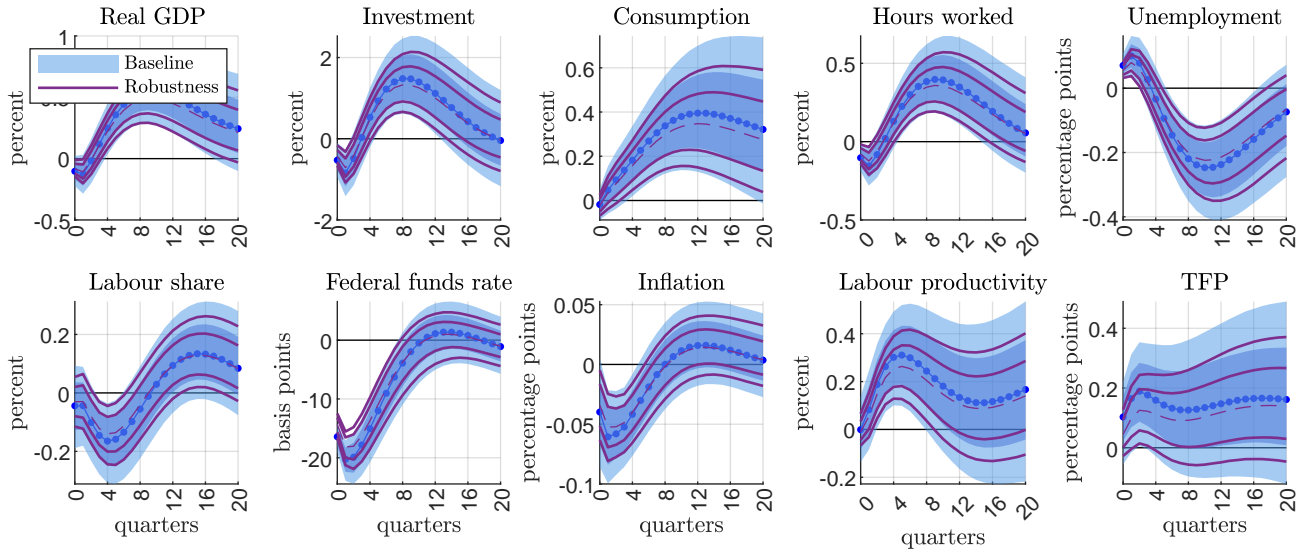 Real GDP
Investment
Consumption
Hours worked
Unemployment
percent
1
0
-0.5
0 4 8 12 16 20
Baseline
Robustness
2
0
-2
0 4 8 12 16 20
percent
0.6
0.4
0.2
0
0 4 8 12 16 20
percent
0.5
0
-0.5
0 4 8 12 16 20
percentage points
0
-0.2
-0.4
0 4 8 12 16 20
Labour share
Federal funds rate
Inflation
Labour productivity
TFP
percent
0.2
0
-0.2
0 4 8 12 16 20
quarters
basis points
0
-10
-20
0 4 8 12 16 20
quarters
percentage points
0.05
0
-0.05
-0.1
0 4 8 12 16 20
quarters
percent
0.4
0.2
0
-0.2
0 4 8 12 16 20
quarters
percentage points
0.4
0.2
0
0 4 8 12 16 20
quarters